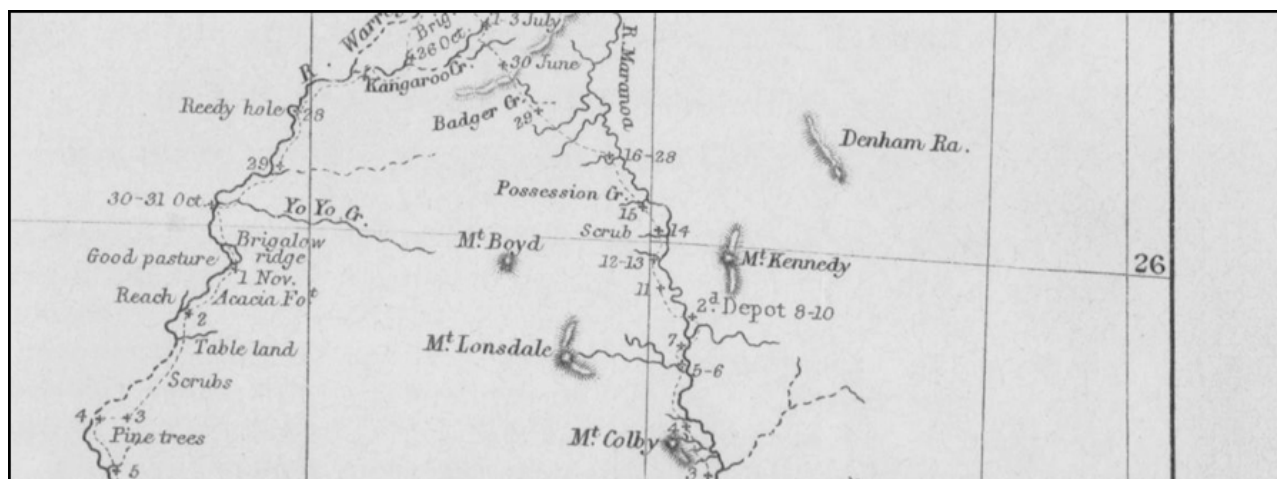 1-3 July
26 Oct.
R.
Kangaroo Cr.
30 June
R. Maranoa
Reedy hole
28
Badger Cr.
29
Denham Ra.
16-28
29
30-31 Oct.
Yo Yo Cr.
Possession Cr.
15
Scrub
14
Brigalow
ridge
Good pasture
Mt. Boyd
12-13
Mt. Kennedy
26
1 Nov.
Reach
Acacia Fot
11
2d. Depot 8-10
2
Table land
Mt. Lonsdale
7
5-6
Scrubs
4
3
Pine trees
Mt. Colby
4
5
3